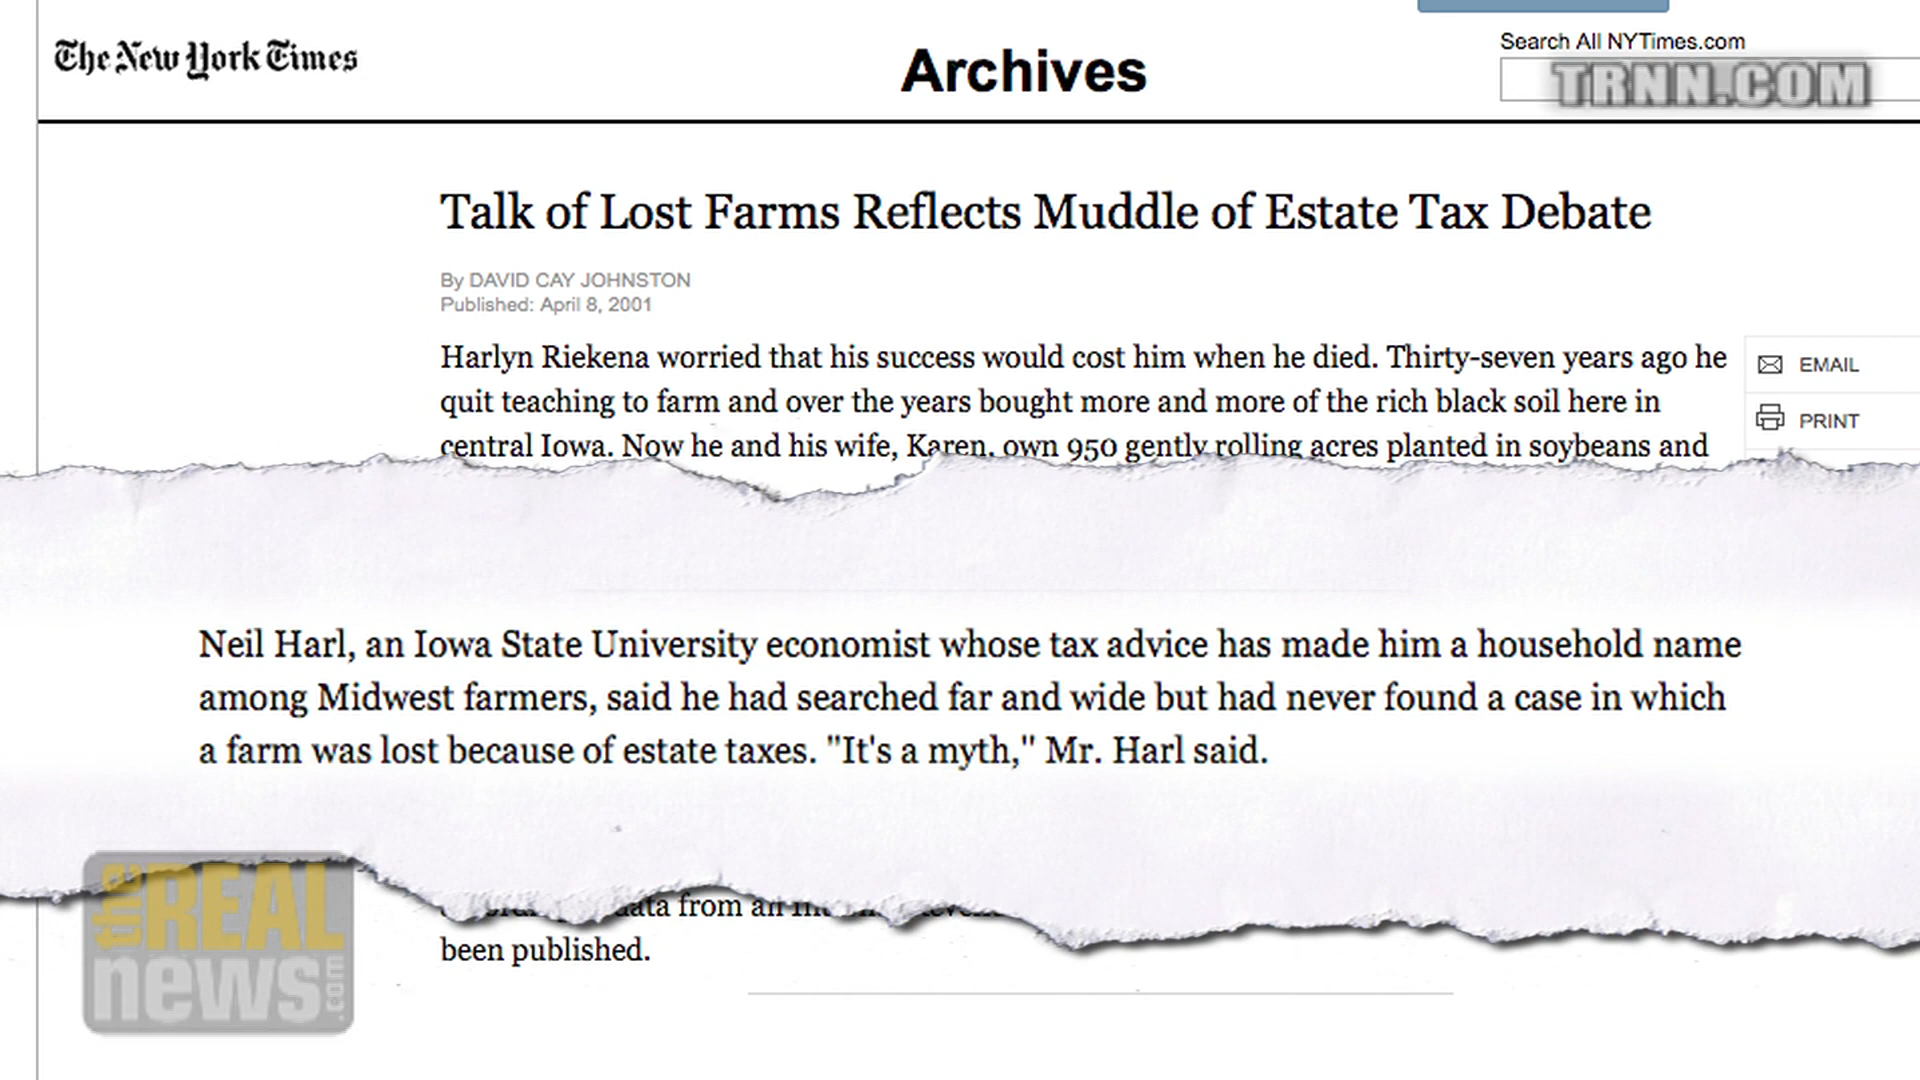 The New York Times
Archives
Search All NYTimes.com
TRNN.COM
Talk of Lost Farms Reflects Muddle of Estate Tax Debate
By DAVID CAY JOHNSTON
Published: April 8, 2001
Harlyn Riekena worried that his success would cost him when he died. Thirty-seven years ago he
quit teaching to farm and over the years bought more and more of the rich black soil here in
central Iowa. Now he and his wife, Karen, own 950 gently rolling acres planted in soybeans and
EMAIL
PRINT
Neil Harl, an Iowa State University economist whose tax advice has made him a household name
among Midwest farmers, said he had searched far and wide but had never found a case in which
a farm was lost because of estate taxes. "It's a myth," Mr. Harl said.
data from an
been published.
the REAL
news.com